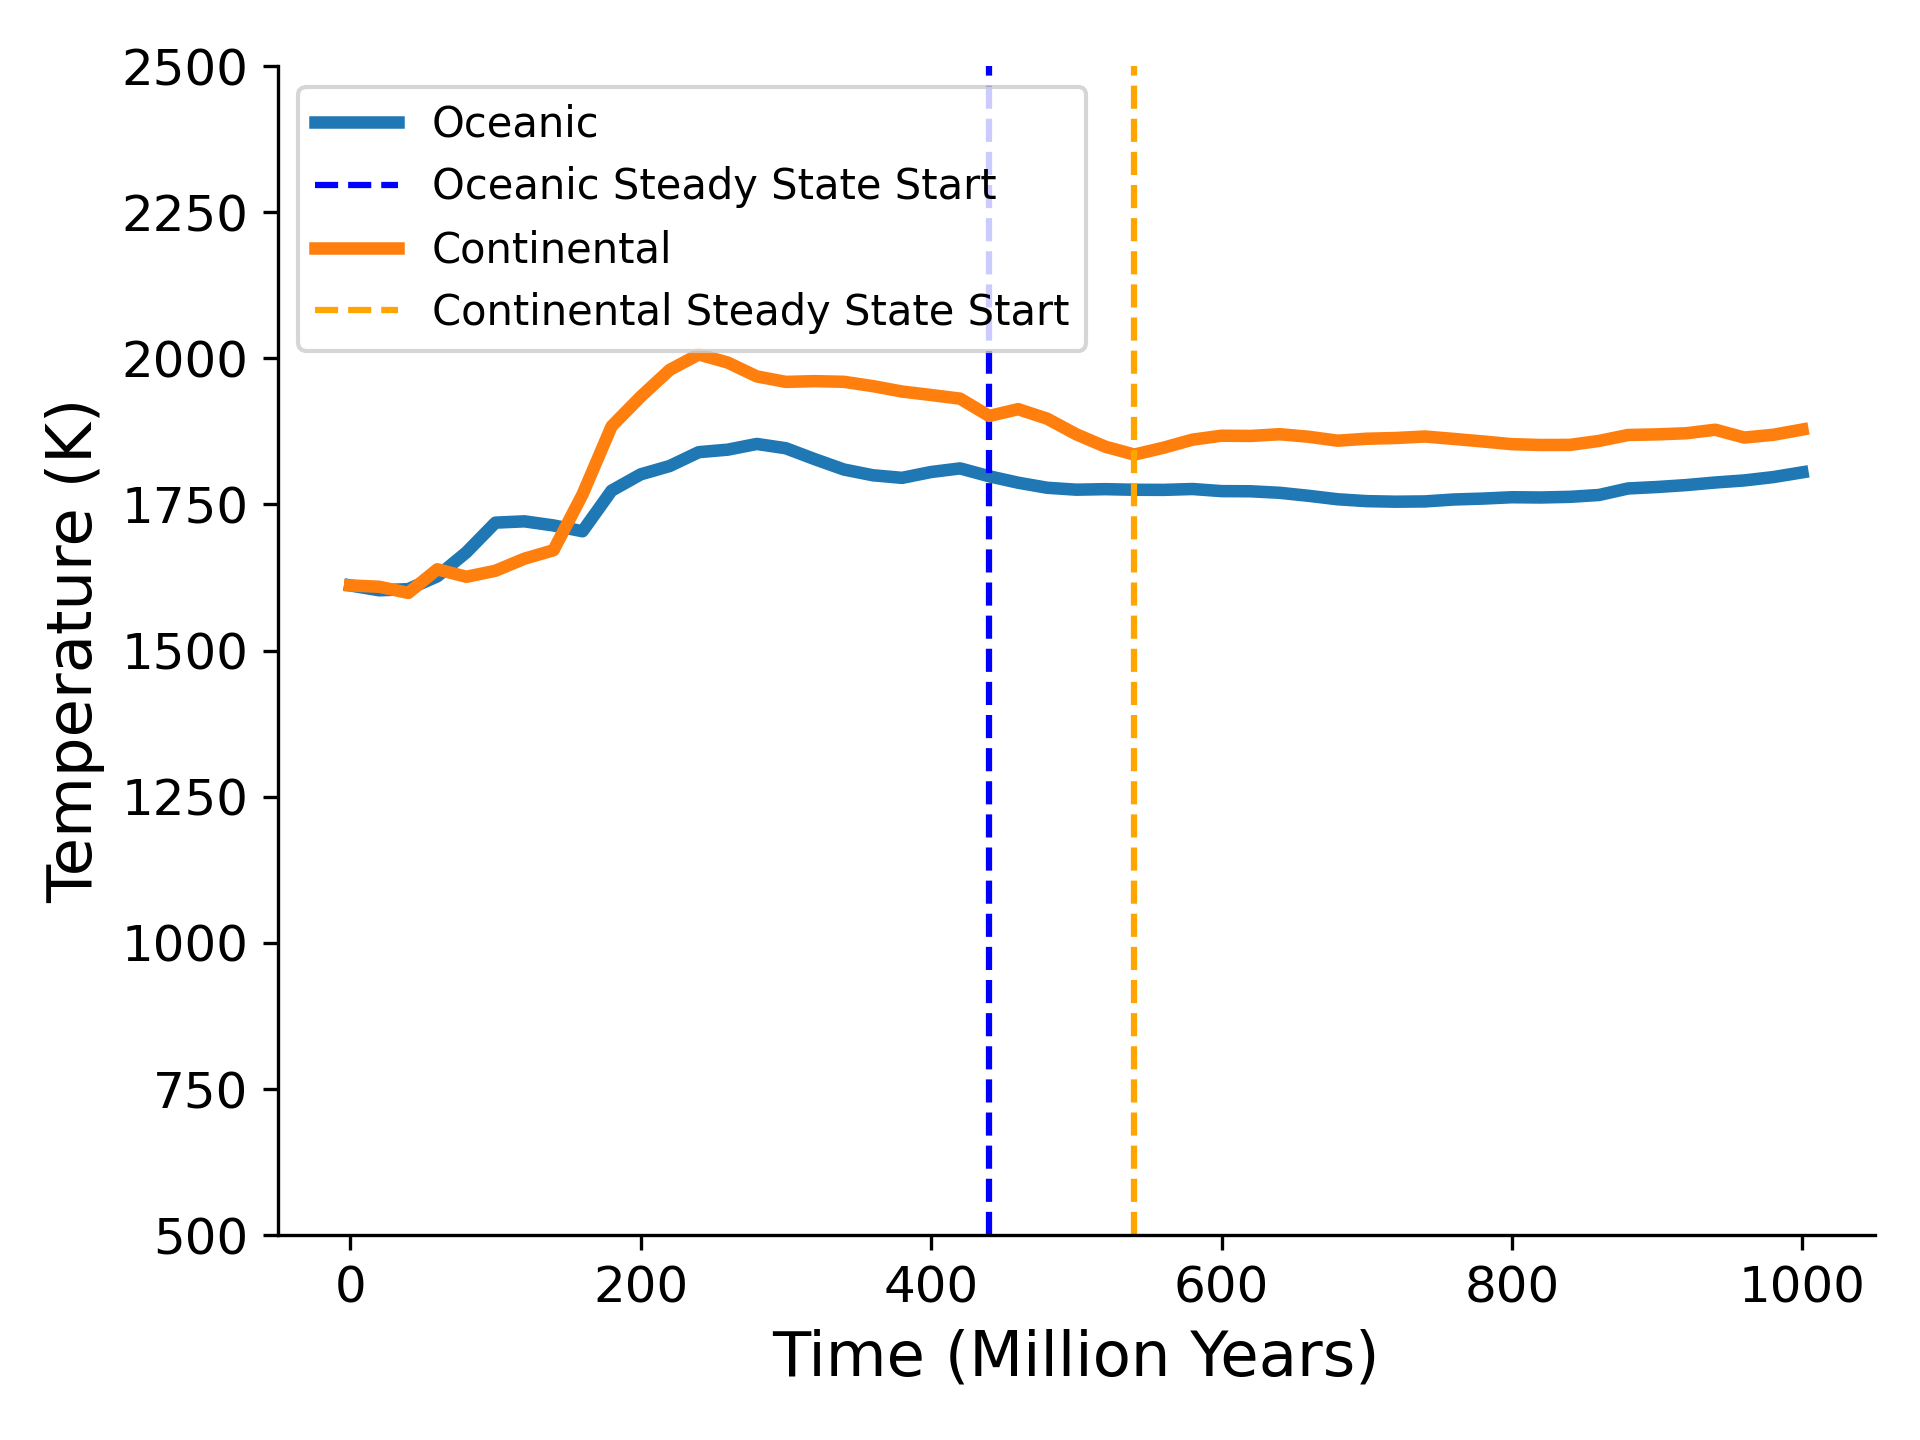 2500
2250
2000
1750
1500
1250
1000
750
500
Temperature (K)
Oceanic
Oceanic Steady State Start
Continental
Continental Steady State Start
0 200 400 600 800 1000
Time (Million Years)